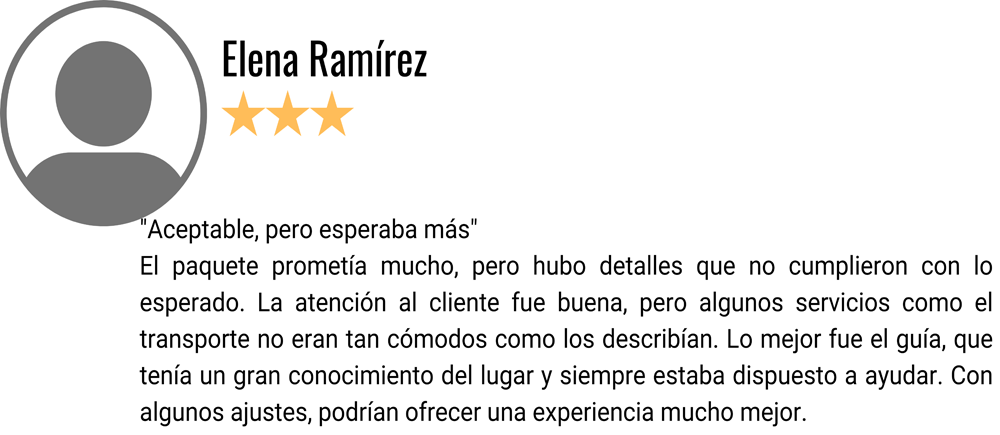 Elena Ramírez
"Aceptable, pero esperaba más"
El paquete prometía mucho, pero hubo detalles que no cumplieron con lo
esperado. La atención al cliente fue buena, pero algunos servicios como el
transporte no eran tan cómodos como los describían. Lo mejor fue el guía, que
tenía un gran conocimiento del lugar y siempre estaba dispuesto a ayudar. Con
algunos ajustes, podrían ofrecer una experiencia mucho mejor.